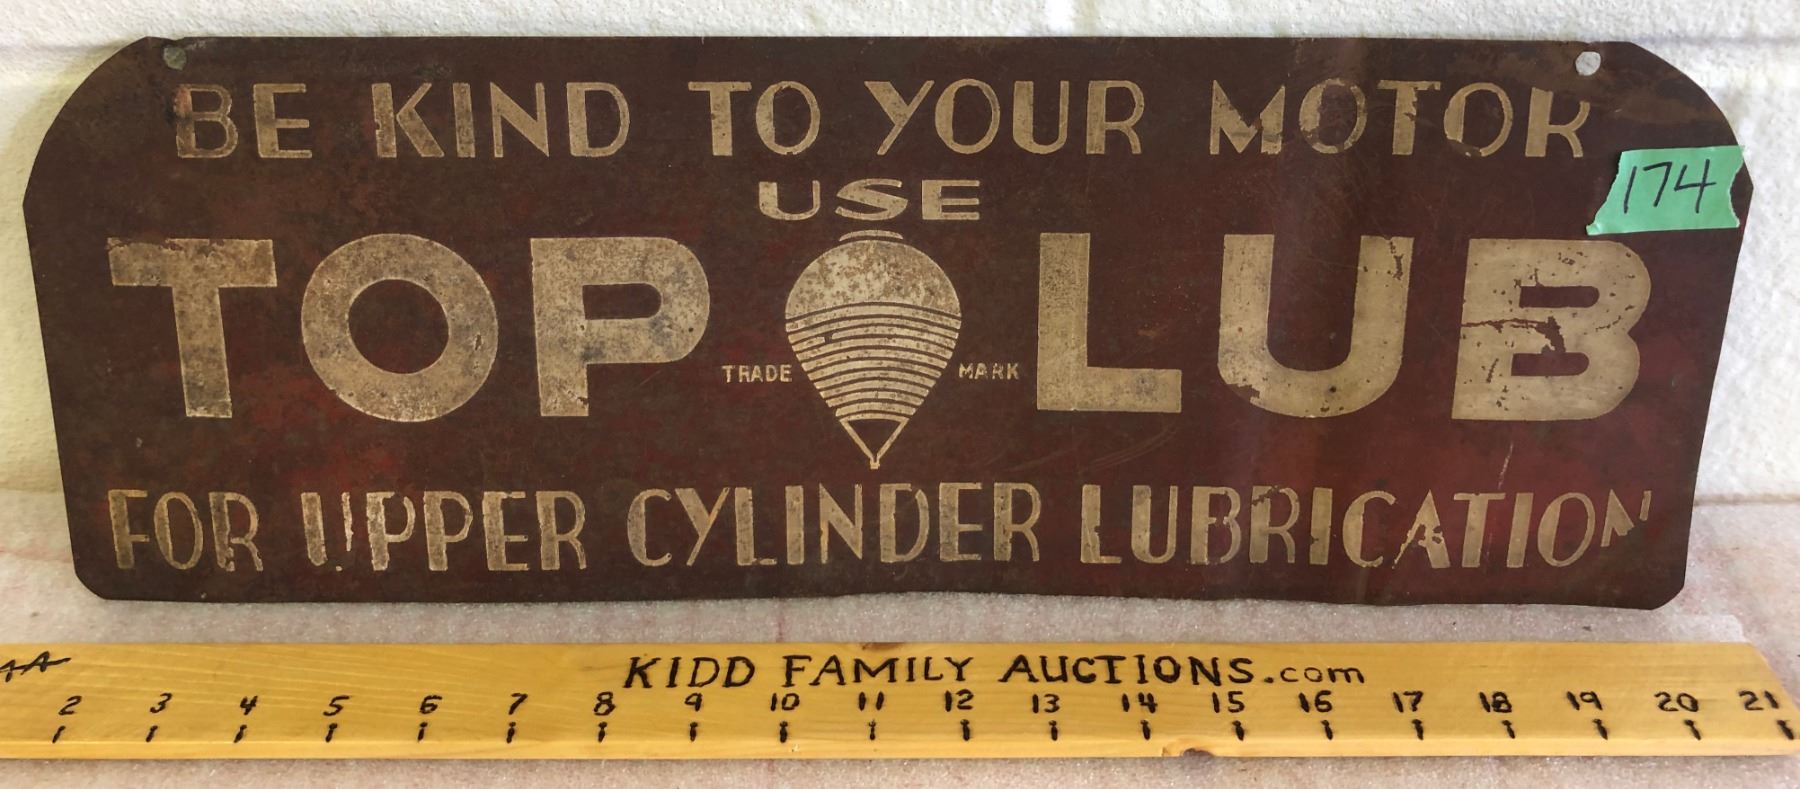 BE KIND TO YOUR MOTOR
174
USE
TOP LUB
TRADE MARK
FOR UPPER CYLINDER LUBRICATION
KIDD FAMILY AUCTIONS.com
2 3 4 5 6 7 8 9 10 11 12 13 14 15 16 17 18 19 20 21